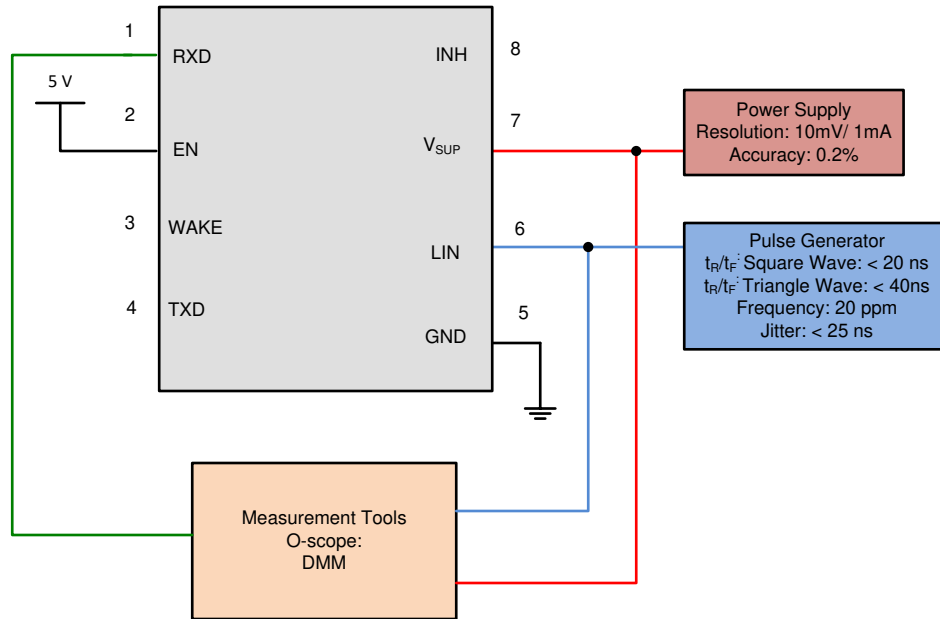 1
RXD
INH
8
5 V
2
7
EN
VSUP
Power Supply
Resolution: 10mV/ 1mA
Accuracy: 0.2%
3
WAKE
6
LIN
Pulse Generator
tR/tF: Square Wave: < 20 ns
tR/tF: Triangle Wave: < 40ns
Frequency: 20 ppm
Jitter: < 25 ns
4
TXD
5
GND
Measurement Tools
O-scope:
DMM